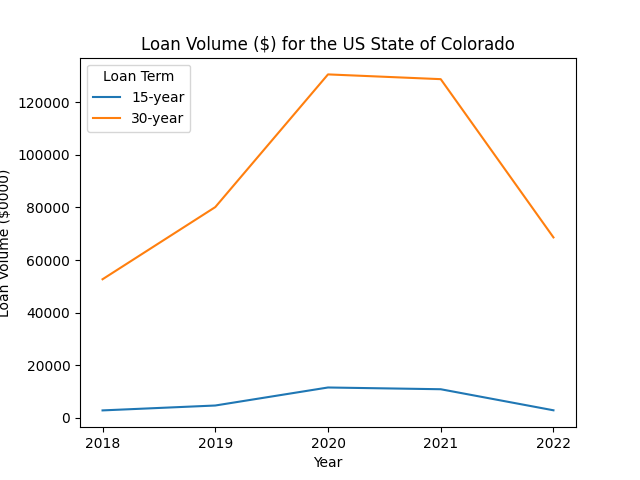 Loan Volume ($) for the US State of Colorado
Loan Term
15-year
30-year
120000
100000
80000
60000
40000
20000
0
Loan Volume ($0000)
2018 2019 2020 2021 2022
Year